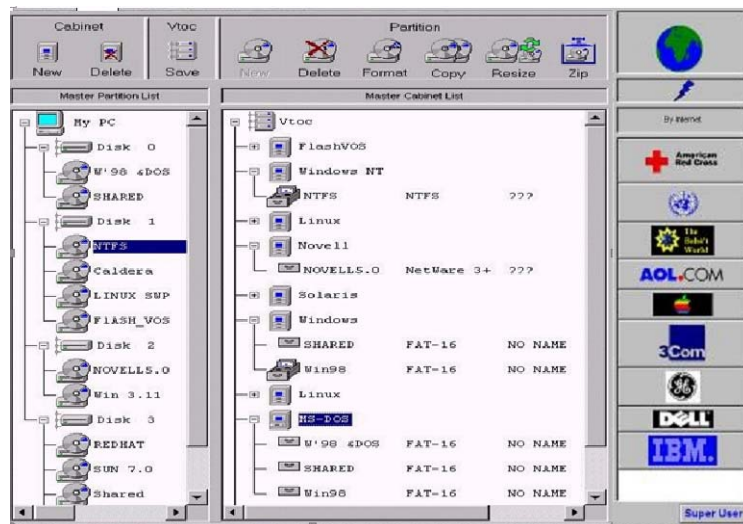 Cabinet Vtoc Partition
New Delete Save New Delete Format Copy Resize Zip
Master Partition List Master Cabinet List
My PC
Disk 0
W'98 &DOS
SHARED
Disk 1
NTFS
Caldera
LINUX SWP
FLASH_VOS
Disk 2
NOVELL5.0
Win 3.11
Disk 3
REDHAT
SUN 7.0
Shared
Vtoc
FlashVOS
Windows NT
NTFS NTFS ???
Linux
Novell
NOVELL5.0 NetWare 3+ ???
Solaris
Windows
SHARED FAT-16 NO NAME
Win98 FAT-16 NO NAME
Linux
MS-DOS
W'98 &DOS FAT-16 NO NAME
SHARED FAT-16 NO NAME
Win98 FAT-16 NO NAME
By Internet
American
Red Cross
The
World
AOL.COM
3Com
GE
DELL
IBM.
Super User